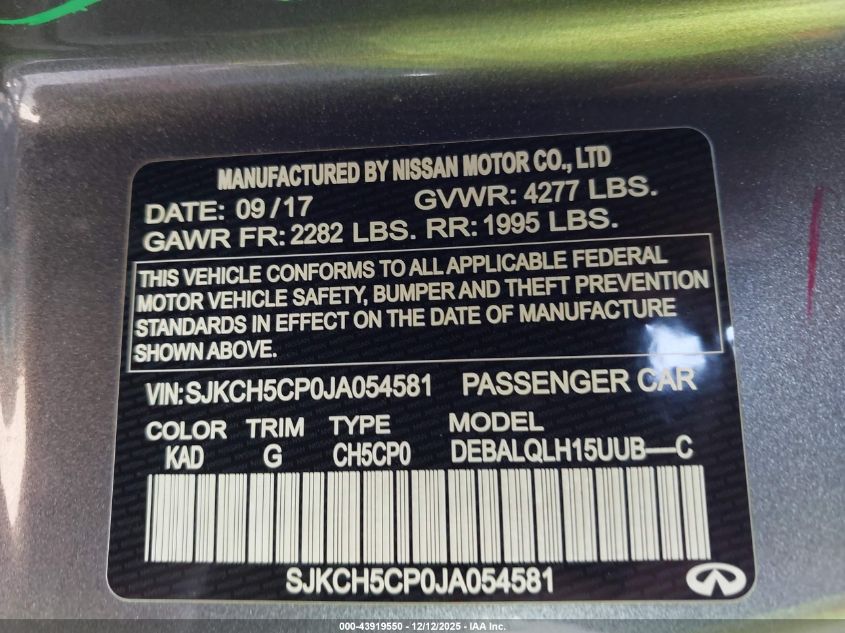 MANUFACTURED BY NISSAN MOTOR CO., LTD
DATE: 09/17 GVWR: 4277 LBS.
GAWR FR: 2282 LBS. RR: 1995 LBS.
THIS VEHICLE CONFORMS TO ALL APPLICABLE FEDERAL
MOTOR VEHICLE SAFETY, BUMPER AND THEFT PREVENTION
STANDARDS IN EFFECT ON THE DATE OF MANUFACTURE
SHOWN ABOVE.
VIN: SJKCH5CP0JA054581 PASSENGER CAR
COLOR TRIM TYPE MODEL
KAD G CH5CP0 DEBALQLH15UUB--C
SJKCH5CP0JA054581
000-43919550 - 12/12/2025 - IAA Inc.